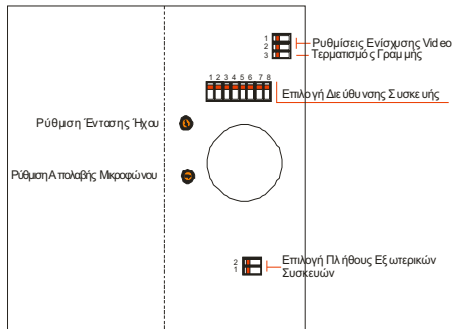 1
2
3
Ρυθμίσεις Ενίσχυσης Video
Τερματισμός Γραμμής
1 2 3 4 5 6 7 8
Επιλογή Διεύθυνσης Συσκευής
Ρύθμιση Έντασης Ήχου
Ρύθμιση Απολαβής Μικροφώνου
2
1
Επιλογή Πλήθους Εξωτερικών
Συσκευών